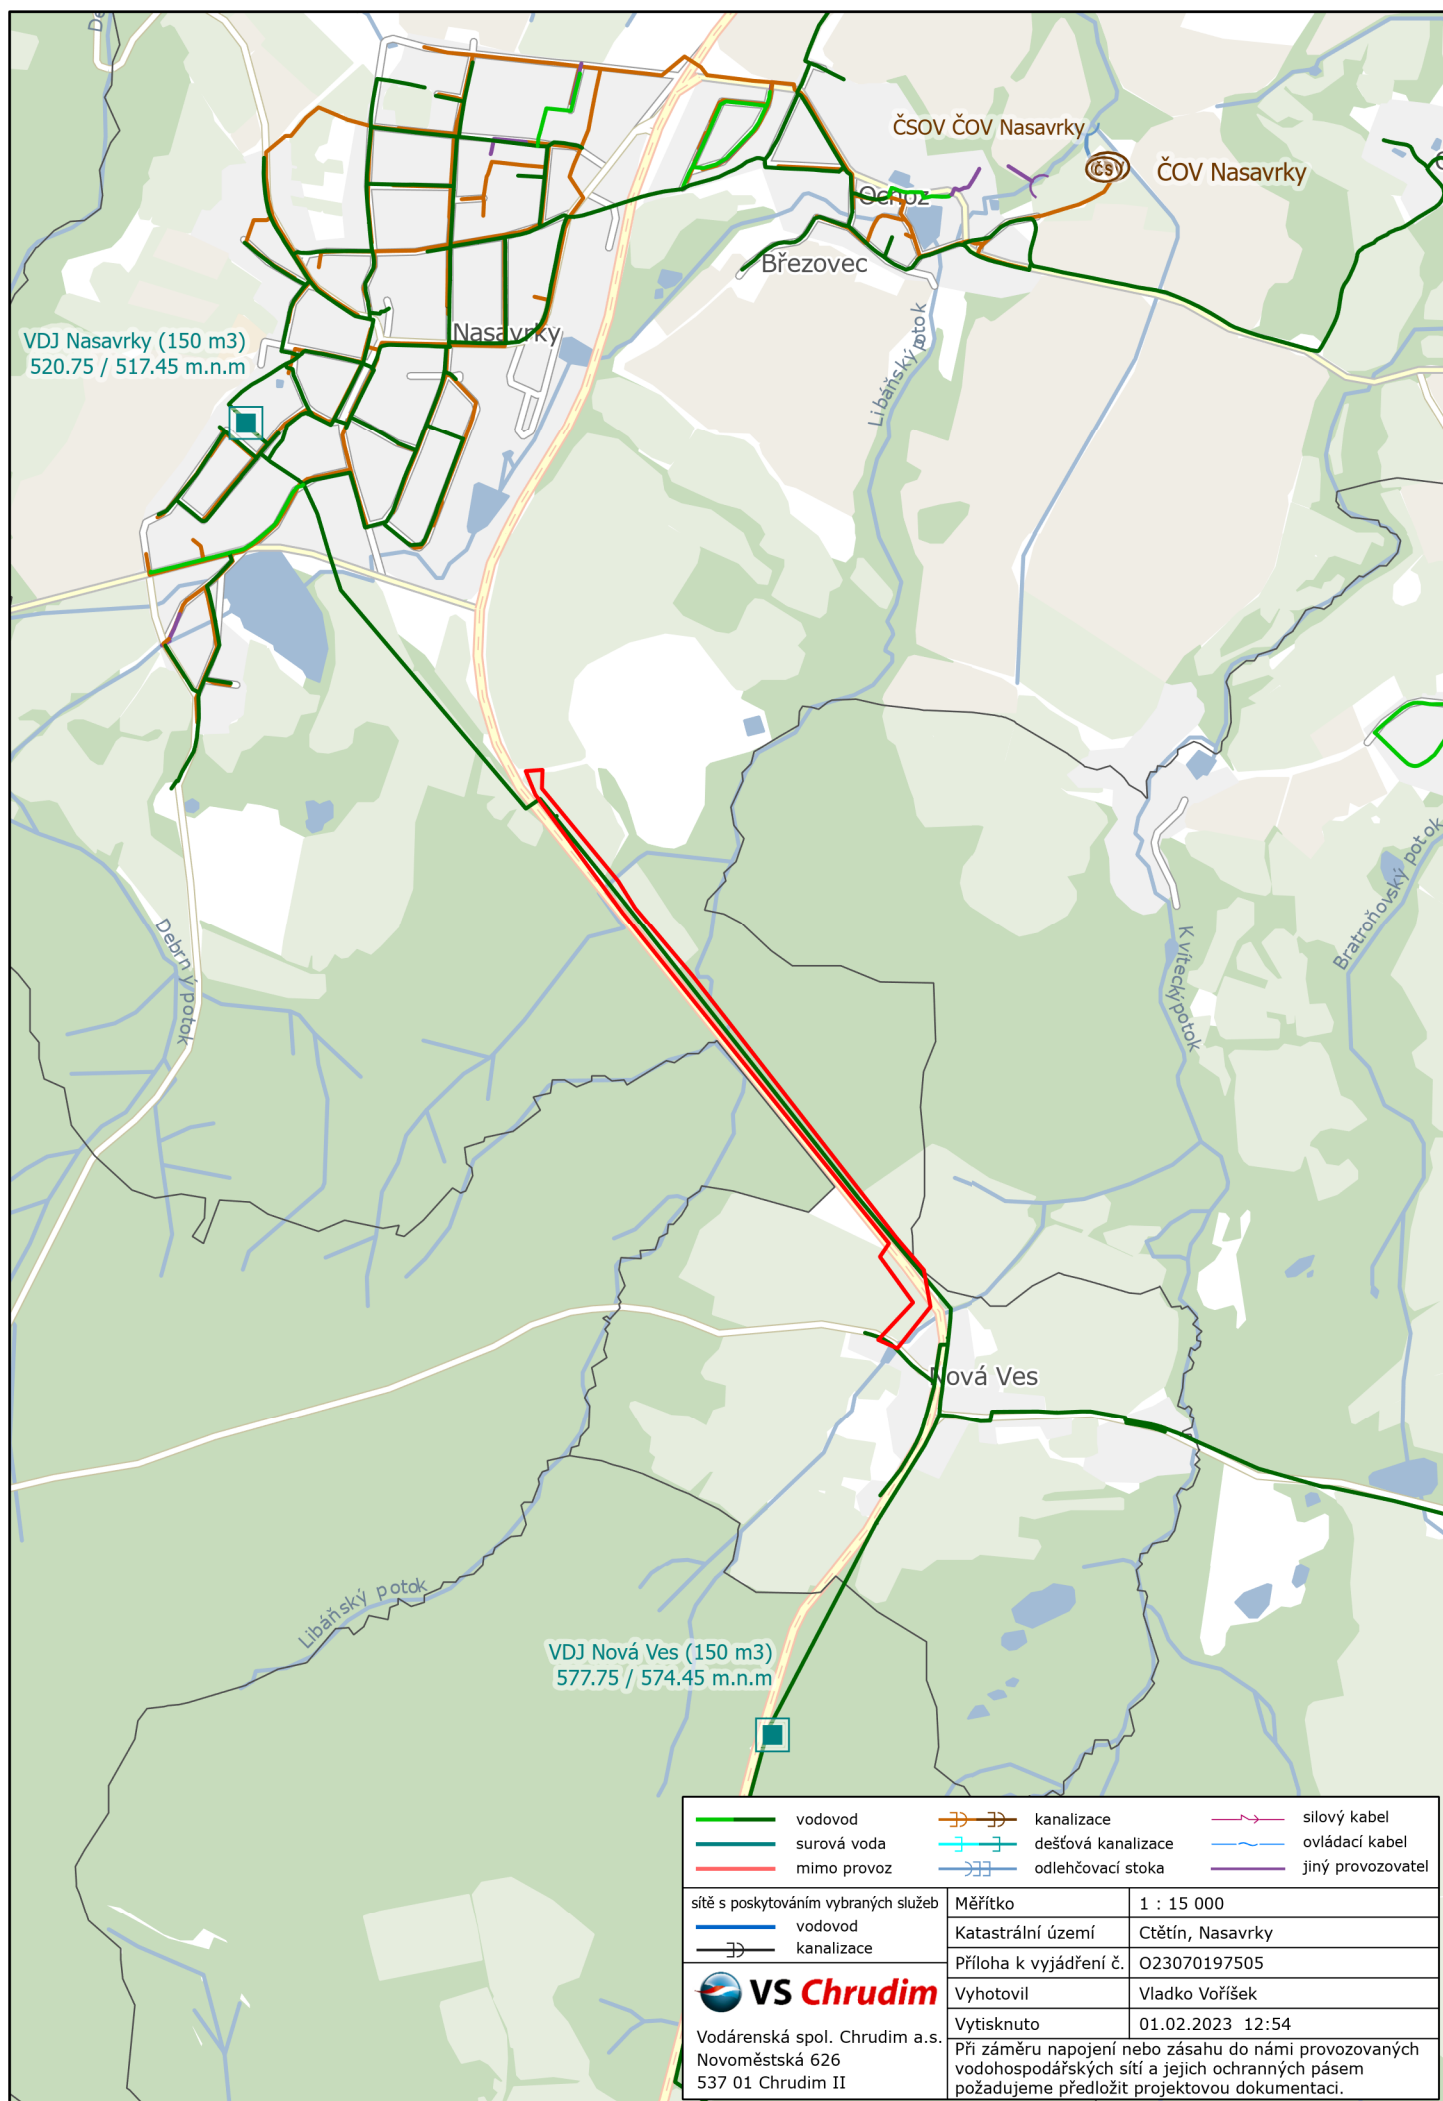 De
ČSOV ČOV Nasavrky
ČSV
ČOV Nasavrky
Ochoz
Březovec
Nasavrky
VDJ Nasavrky (150 m3)
520.75 / 517.45 m.n.m
Libáňský potok
Debrný potok
Kvítecký potok
Bratroňovský potok
Nová Ves
Libáňský potok
VDJ Nová Ves (150 m3)
577.75 / 574.45 m.n.m
vodovod
surová voda
mimo provoz
kanalizace
dešťová kanalizace
odlehčovací stoka
silový kabel
ovládací kabel
jiný provozovatel
sítě s poskytováním vybraných služeb
vodovod
kanalizace
VS Chrudim
Vodárenská spol. Chrudim a.s.
Novoměstská 626
537 01 Chrudim II
Měřítko 1 : 15 000
Katastrální území Ctětín, Nasavrky
Příloha k vyjádření č. O23070197505
Vyhotovil Vladko Voříšek
Vytisknuto 01.02.2023 12:54
Při záměru napojení nebo zásahu do námi provozovaných
vodohospodářských sítí a jejich ochranných pásem
požadujeme předložit projektovou dokumentaci.